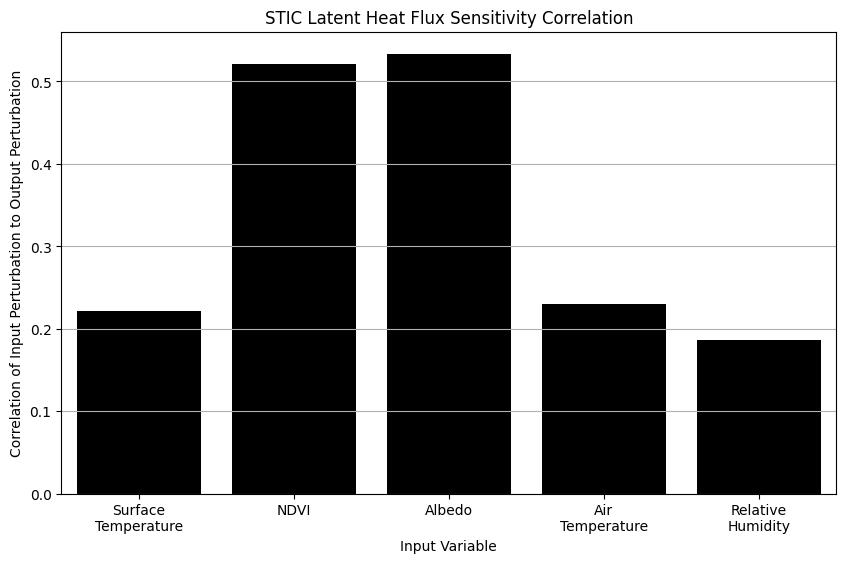 STIC Latent Heat Flux Sensitivity Correlation
Correlation of Input Perturbation to Output Perturbation
0.5
0.4
0.3
0.2
0.1
0.0
Surface
Temperature
NDVI
Albedo
Air
Temperature
Relative
Humidity
Input Variable